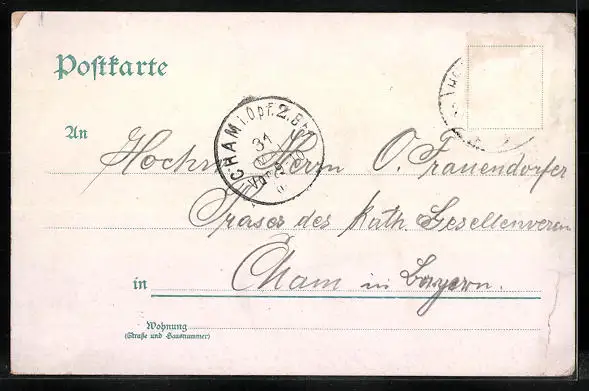 Postkarte
An
Hochw. Herrn O. Frauendorfer
Präses des kath. Gesellenverein
in Cham in Bayern.
Wohnung
(Straße und Hausnummer)
CHAM i. Opf. 2. B
31